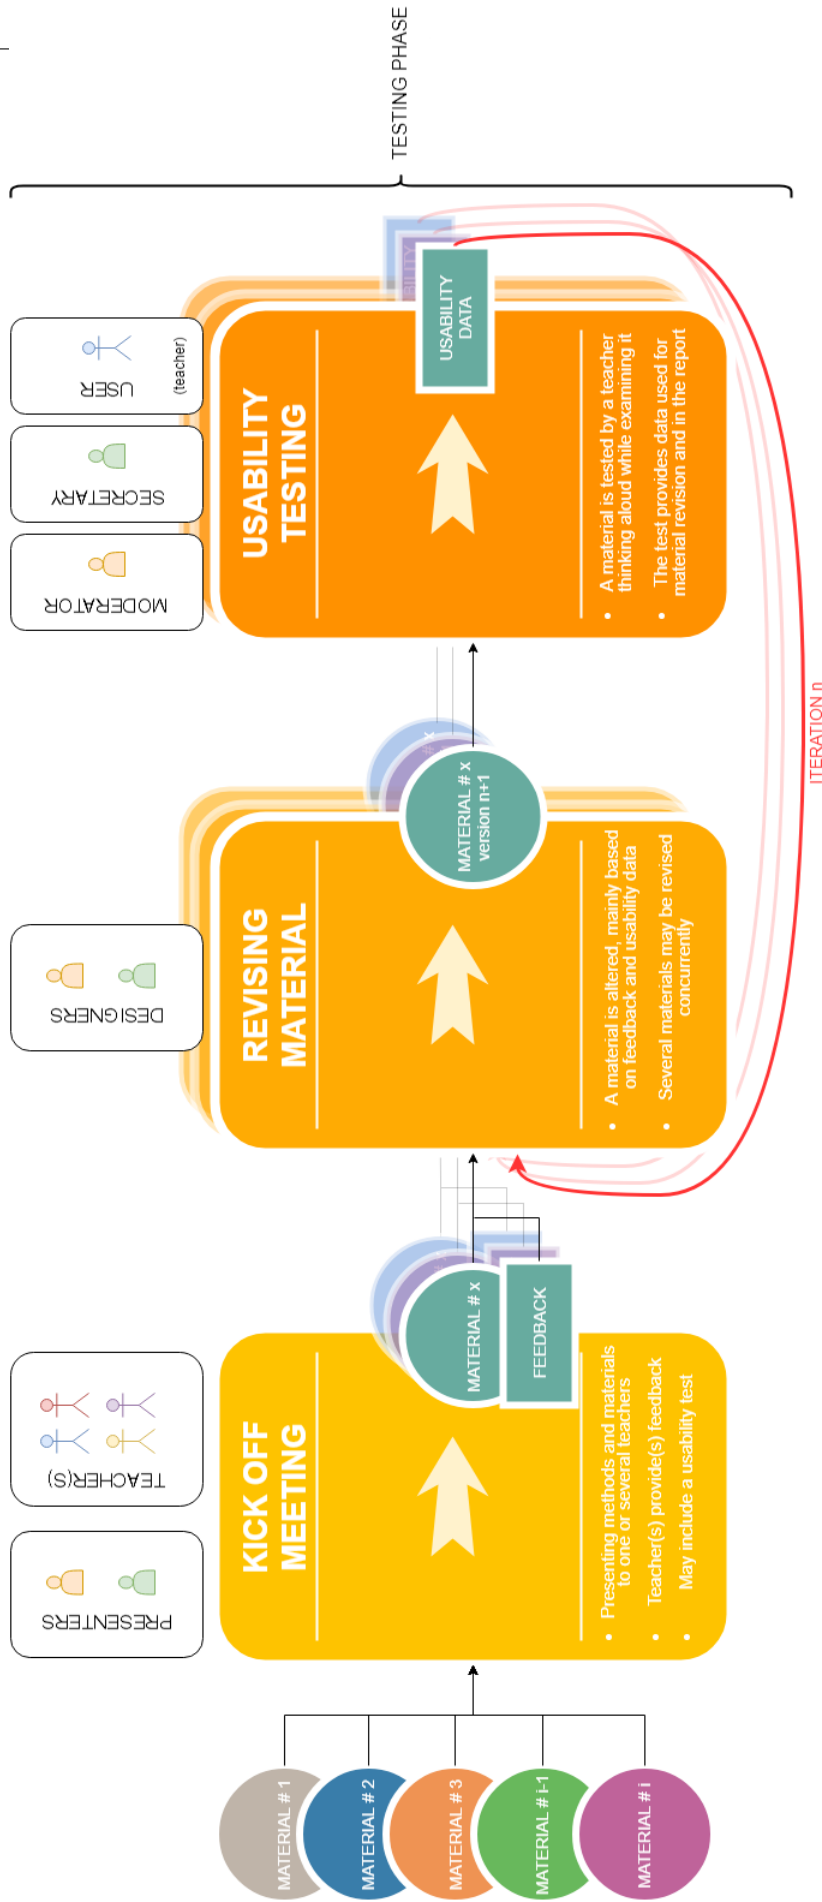 TESTING PHASE
PRESENTERS
TEACHER(S)
DESIGNERS
MODERATOR
SECRETARY
USER
(teacher)
MATERIAL # 1
MATERIAL # 2
MATERIAL # 3
MATERIAL # i-1
MATERIAL # i
KICK OFF
MEETING
• Presenting methods and materials
to one or several teachers
• Teacher(s) provide(s) feedback
• May include a usability test
MATERIAL # x
FEEDBACK
REVISING
MATERIAL
• A material is altered, mainly based
on feedback and usability data
• Several materials may be revised
concurrently
# x
MATERIAL # x
version n+1
USABILITY
TESTING
• A material is tested by a teacher
thinking aloud while examining it
• The test provides data used for
material revision and in the report
USABILITY
DATA
ITERATION n